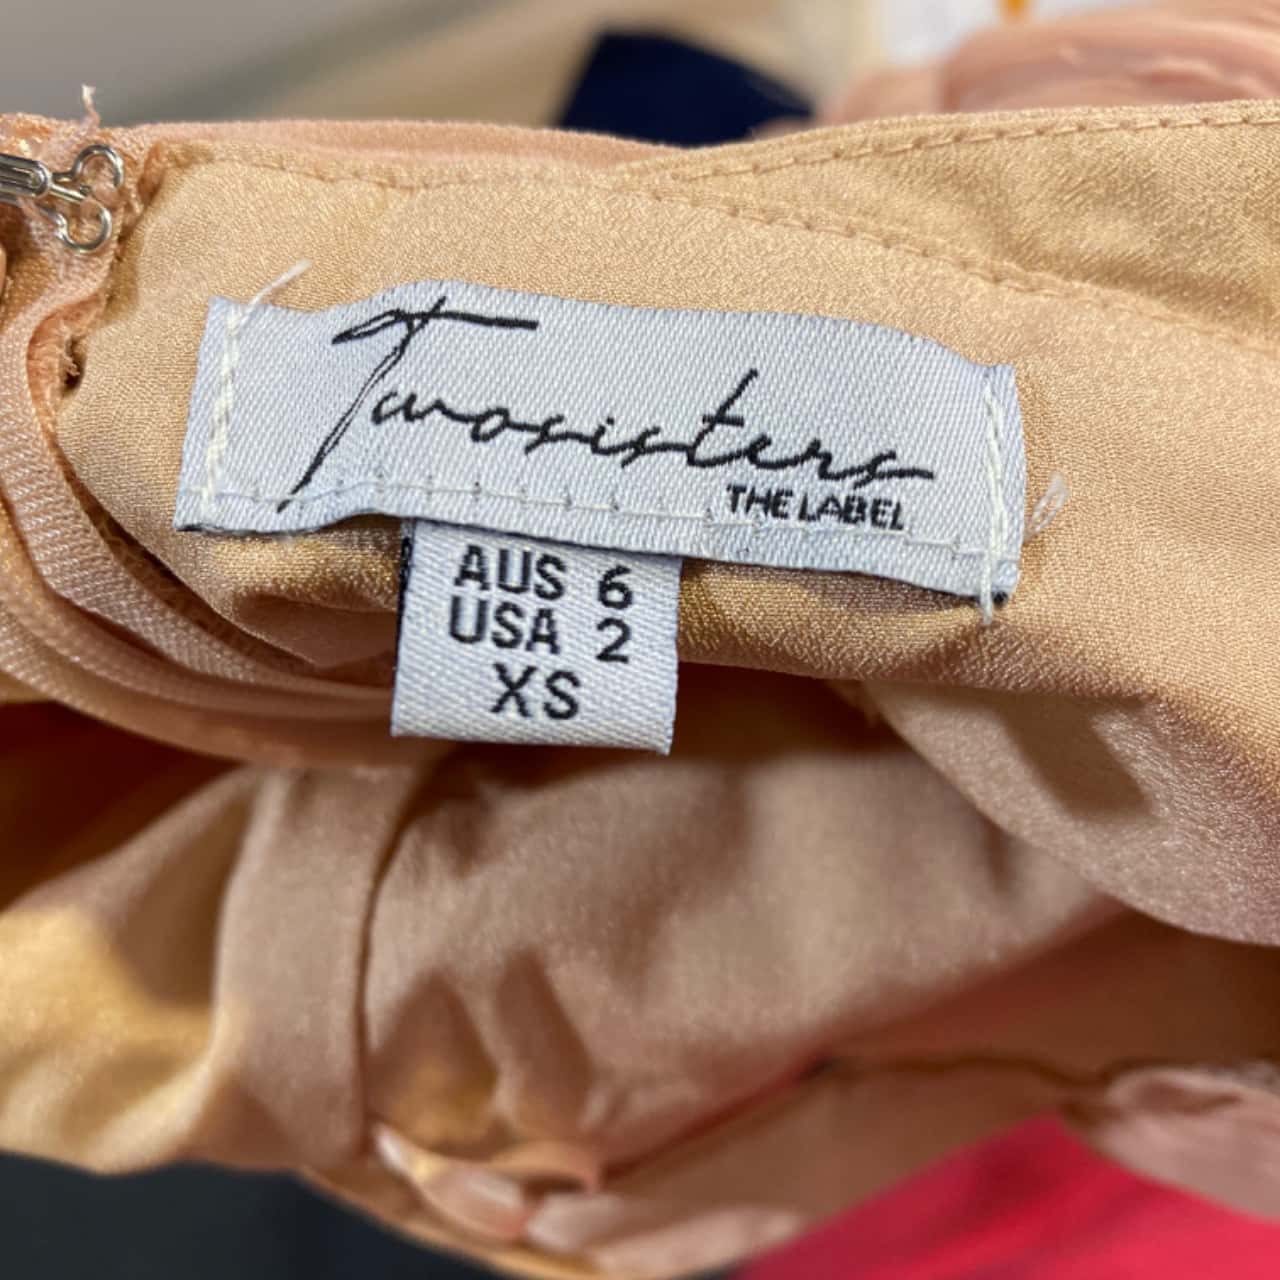 Twosisters
THE LABEL
AUS 6
USA 2
XS